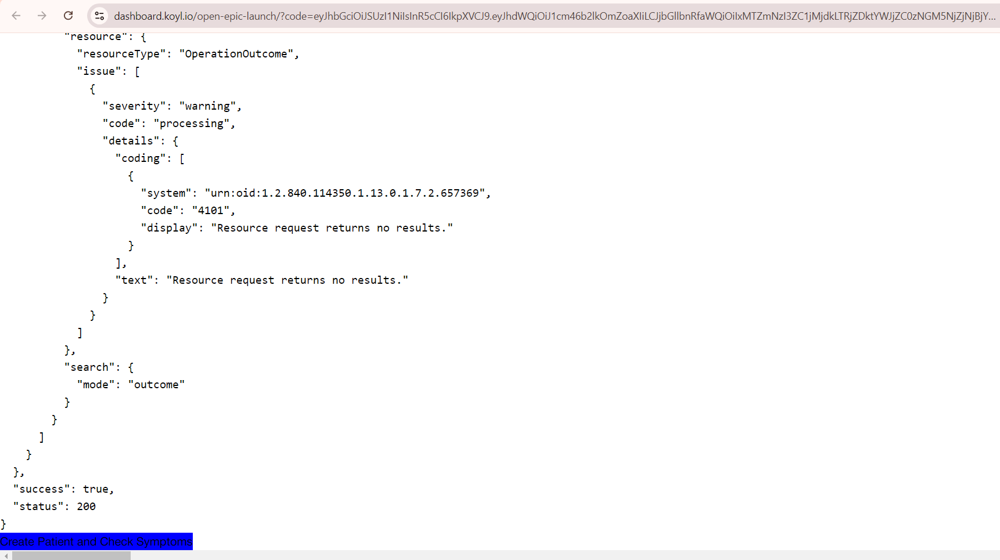 dashboard.koyl.io/open-epic-launch/?code=eyJhbGciOiJSUzI1NiIsInR5cCI6IkpXVCJ9.eyJhdWQiOiJ1cm46b2lkOmZoaXIiLCJjbGllbnRfaWQiOiIxMTZmNzI3ZC1jMjdkLTRjZDktYWJjZC0zNGM5NjZjNjBjY...
"resource": {
"resourceType": "OperationOutcome",
"issue": [
{
"severity": "warning",
"code": "processing",
"details": {
"coding": [
{
"system": "urn:oid:1.2.840.114350.1.13.0.1.7.2.657369",
"code": "4101",
"display": "Resource request returns no results."
}
],
"text": "Resource request returns no results."
}
}
]
},
"search": {
"mode": "outcome"
}
}
]
}
},
"success": true,
"status": 200
}
Create Patient and Check Symptoms